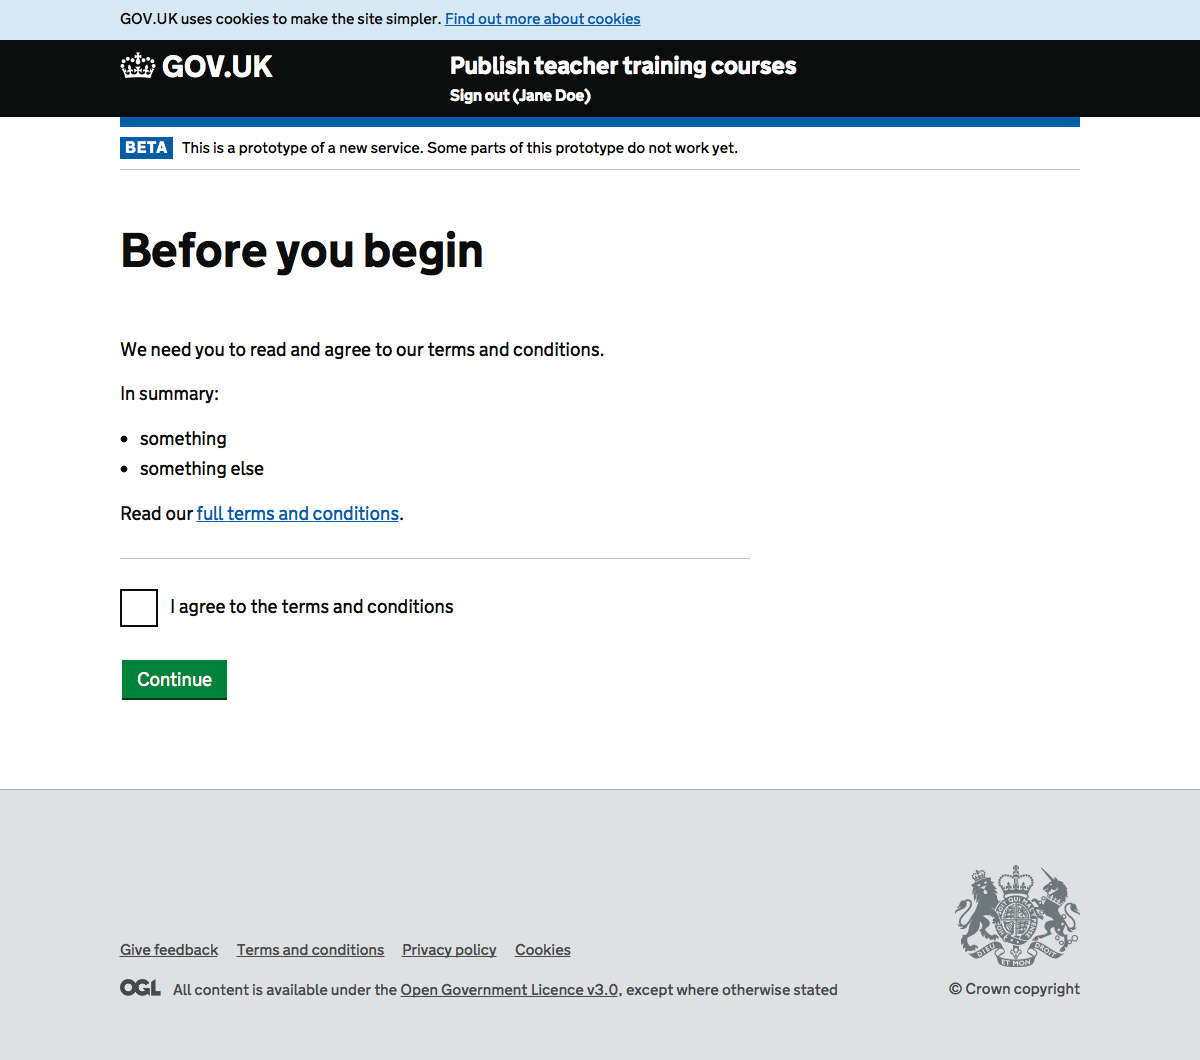 GOV.UK uses cookies to make the site simpler. Find out more about cookies
GOV.UK
Publish teacher training courses
Sign out (Jane Doe)
BETA This is a prototype of a new service. Some parts of this prototype do not work yet.
Before you begin
We need you to read and agree to our terms and conditions.
In summary:
• something
• something else
Read our full terms and conditions.
I agree to the terms and conditions
Continue
Give feedback Terms and conditions Privacy policy Cookies
OGL All content is available under the Open Government Licence v3.0, except where otherwise stated
DIEU ET MON DROIT
© Crown copyright